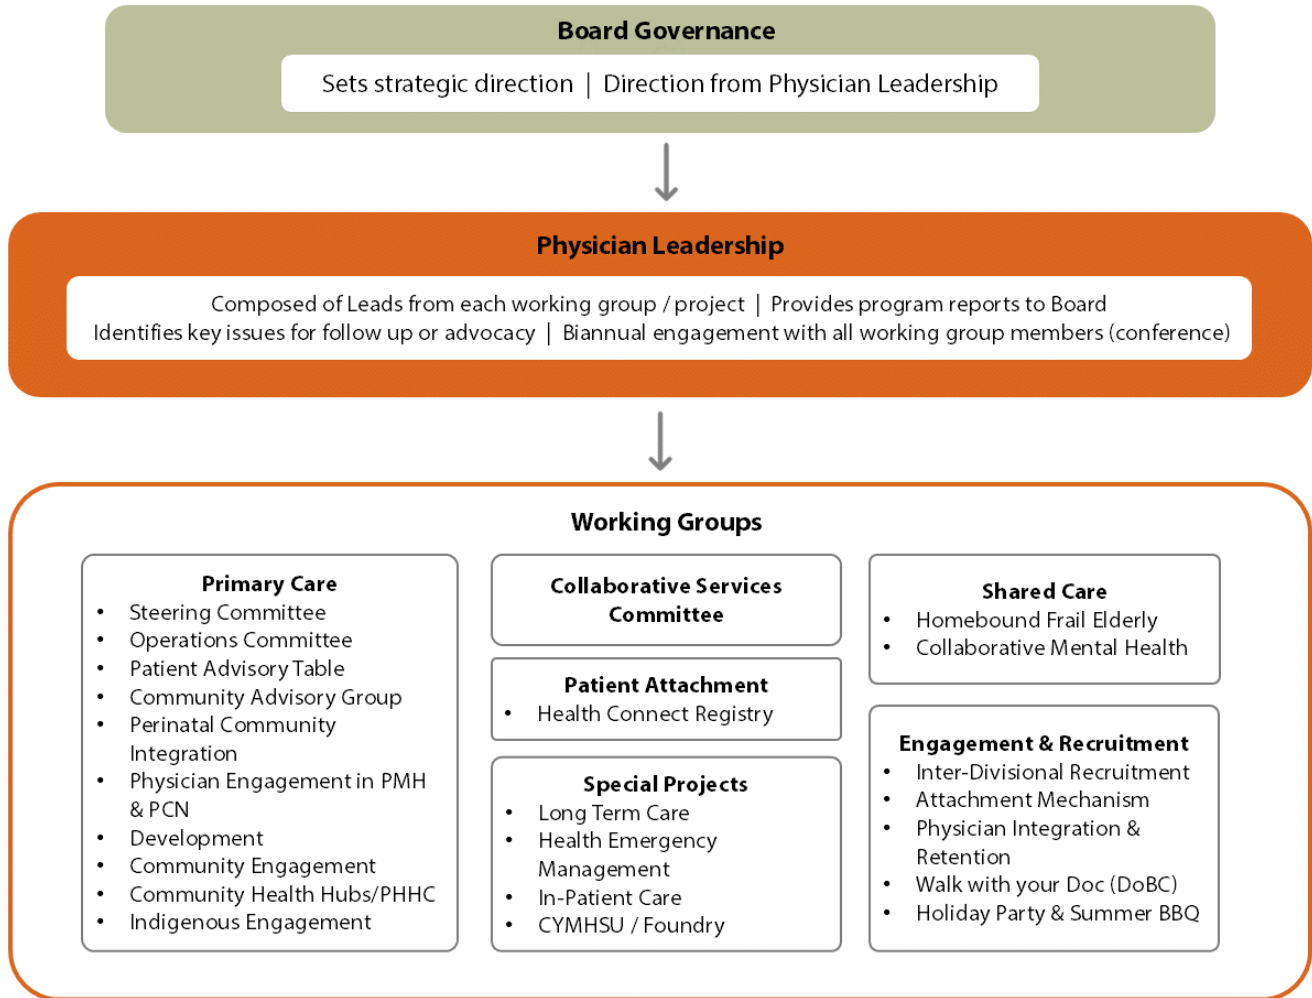 Board Governance
Sets strategic direction | Direction from Physician Leadership
Physician Leadership
Composed of Leads from each working group / project | Provides program reports to Board
Identifies key issues for follow up or advocacy | Biannual engagement with all working group members (conference)
Working Groups
Primary Care
• Steering Committee
• Operations Committee
• Patient Advisory Table
• Community Advisory Group
• Perinatal Community
Integration
• Physician Engagement in PMH
& PCN
• Development
• Community Engagement
• Community Health Hubs/PHHC
• Indigenous Engagement
Collaborative Services
Committee
Patient Attachment
• Health Connect Registry
Special Projects
• Long Term Care
• Health Emergency
Management
• In-Patient Care
• CYMHSU / Foundry
Shared Care
• Homebound Frail Elderly
• Collaborative Mental Health
Engagement & Recruitment
• Inter-Divisional Recruitment
• Attachment Mechanism
• Physician Integration &
Retention
• Walk with your Doc (DoBC)
• Holiday Party & Summer BBQ